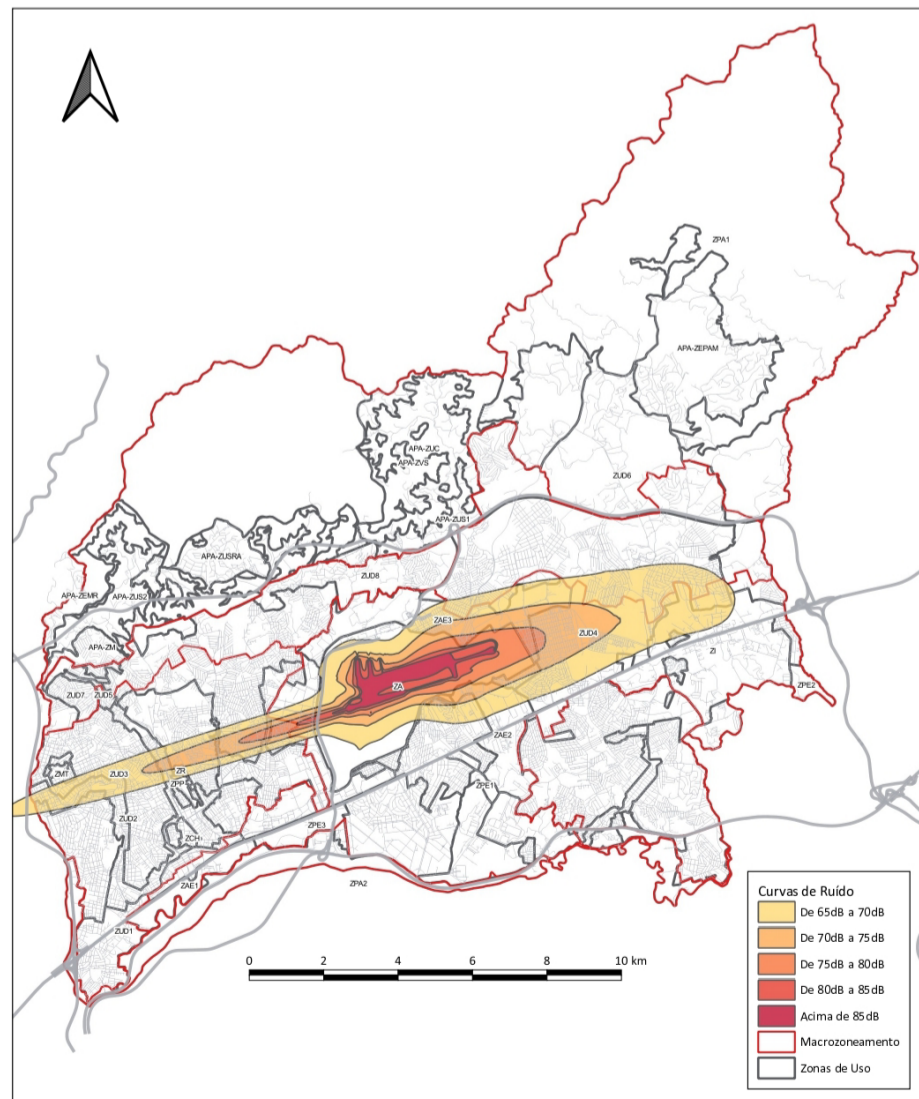 ZPA1
APA-ZEPAM
APA-ZUC
APA-ZVS
ZUD6
APA-ZUS1
APA-ZUSRA
ZUD8
APA-ZEMR
APA-ZUS2
ZAE3
ZUD4
APA-ZM
ZI
ZA
ZUD7
ZUD5
ZPE2
ZAE2
ZMT
ZUD3
ZR
ZPP
ZPE1
ZUD2
ZPE3
ZCH
ZAE1
ZPA2
ZUD1
0 2 4 6 8 10 km
Curvas de Ruído
De 65dB a 70dB
De 70dB a 75dB
De 75dB a 80dB
De 80dB a 85dB
Acima de 85dB
Macrozoneamento
Zonas de Uso